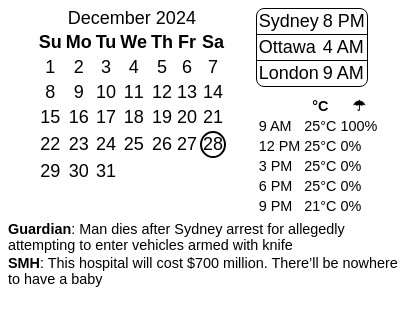 December 2024
Su Mo Tu We Th Fr Sa
1 2 3 4 5 6 7
8 9 10 11 12 13 14
15 16 17 18 19 20 21
22 23 24 25 26 27 28
29 30 31
Sydney 8 PM
Ottawa 4 AM
London 9 AM
°C ☂
9 AM 25°C 100%
12 PM 25°C 0%
3 PM 25°C 0%
6 PM 25°C 0%
9 PM 21°C 0%
Guardian: Man dies after Sydney arrest for allegedly
attempting to enter vehicles armed with knife
SMH: This hospital will cost $700 million. There’ll be nowhere
to have a baby